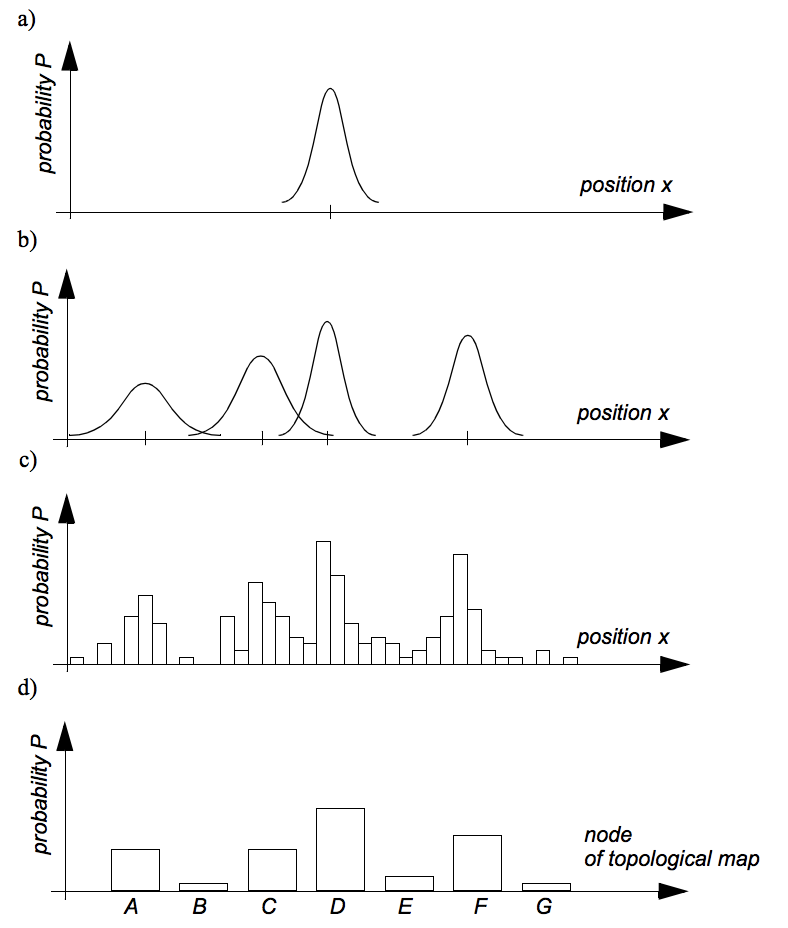 a)
probability P
position x
b)
probability P
position x
c)
probability P
position x
d)
probability P
node
of topological map
A B C D E F G